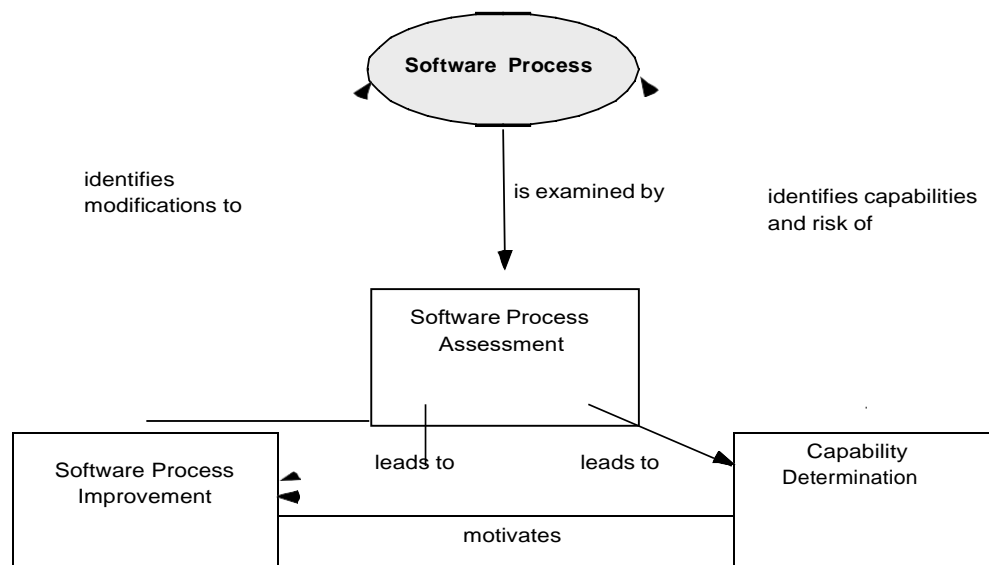 Software Process
identifies
modifications to
is examined by
identifies capabilities
and risk of
Software Process
Assessment
leads to
leads to
Software Process
Improvement
Capability
Determination
motivates